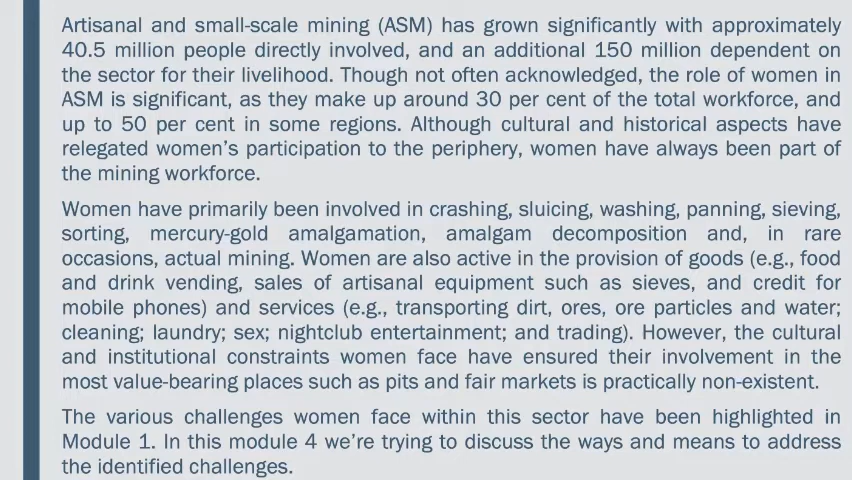 Artisanal and small-scale mining (ASM) has grown significantly with approximately
40.5 million people directly involved, and an additional 150 million dependent on
the sector for their livelihood. Though not often acknowledged, the role of women in
ASM is significant, as they make up around 30 per cent of the total workforce, and
up to 50 per cent in some regions. Although cultural and historical aspects have
relegated women's participation to the periphery, women have always been part of
the mining workforce.
Women have primarily been involved in crashing, sluicing, washing, panning, sieving,
sorting, mercury-gold amalgamation, amalgam decomposition and, in rare
occasions, actual mining. Women are also active in the provision of goods (e.g., food
and drink vending, sales of artisanal equipment such as sieves, and credit for
mobile phones) and services (e.g., transporting dirt, ores, ore particles and water;
cleaning; laundry; sex; nightclub entertainment; and trading). However, the cultural
and institutional constraints women face have ensured their involvement in the
most value-bearing places such as pits and fair markets is practically non-existent.
The various challenges women face within this sector have been highlighted in
Module 1. In this module 4 we're trying to discuss the ways and means to address
the identified challenges.